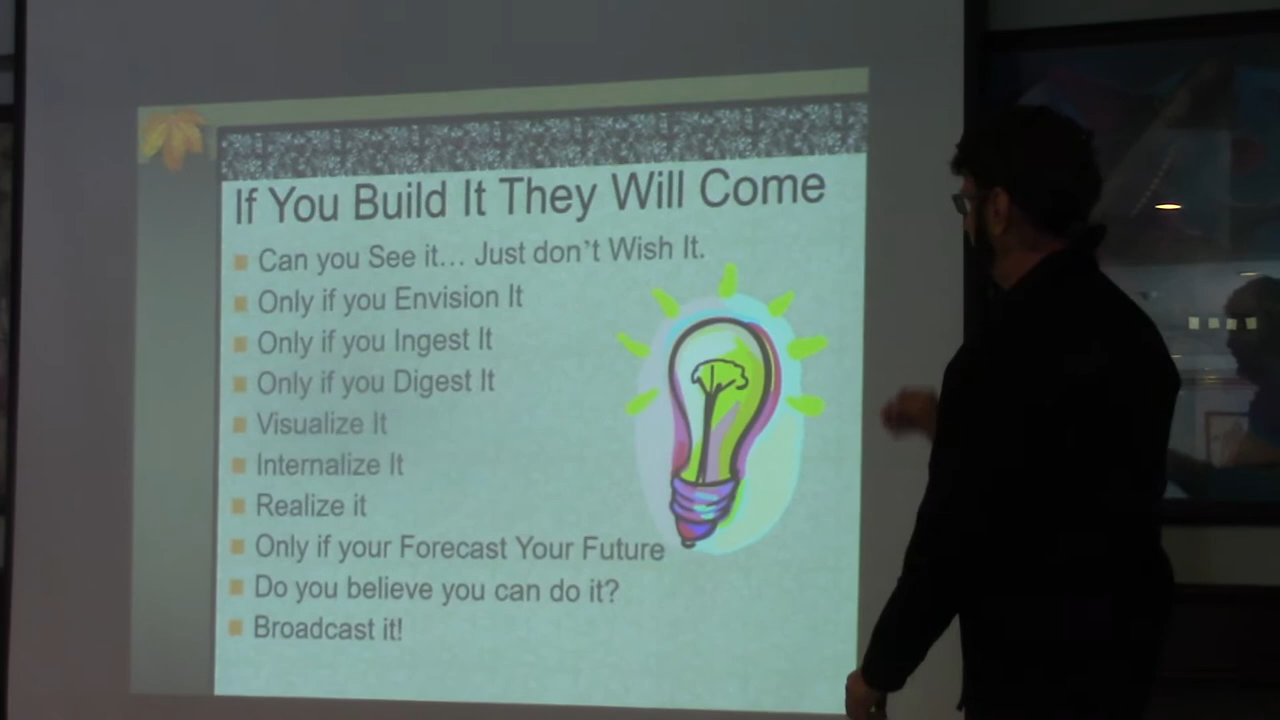 If You Build It They Will Come
Can you See it... Just don't Wish It.
Only if you Envision It
Only if you Ingest It
Only if you Digest It
Visualize It
Internalize It
Realize it
Only if your Forecast Your Future
Do you believe you can do it?
Broadcast it!